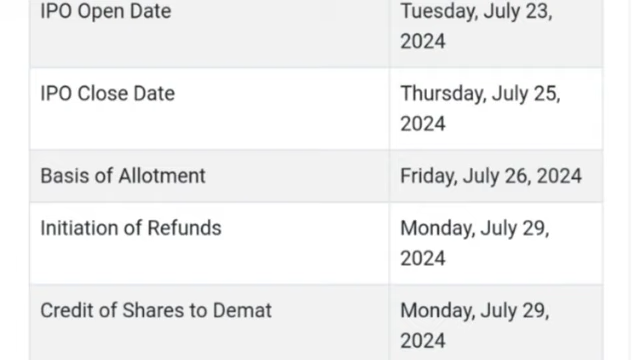 IPO Open Date Tuesday, July 23,
2024
IPO Close Date Thursday, July 25,
2024
Basis of Allotment Friday, July 26, 2024
Initiation of Refunds Monday, July 29,
2024
Credit of Shares to Demat Monday, July 29,
2024